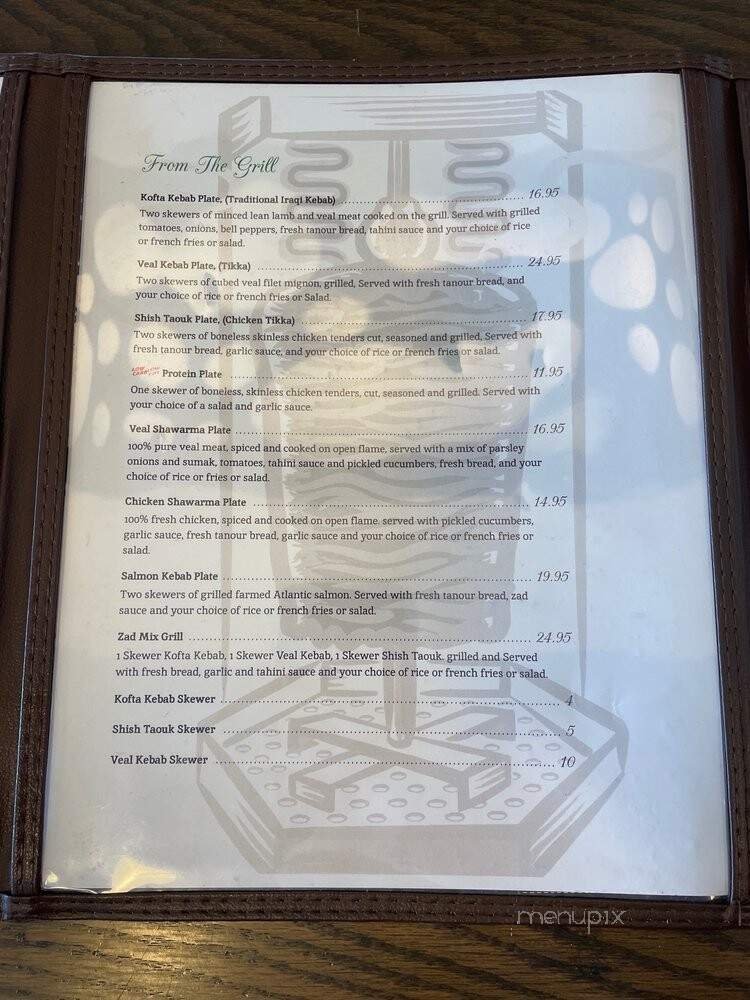 From The Grill
Kofta Kebab Plate, (Traditional Iraqi Kebab) 16.95
Two skewers of minced lean lamb and veal meat cooked on the grill. Served with grilled
tomatoes, onions, bell peppers, fresh tanour bread, tahini sauce and your choice of rice
or french fries or salad.
Veal Kebab Plate, (Tikka) 24.95
Two skewers of cubed veal filet mignon, grilled, Served with fresh tanour bread, and
your choice of rice or french fries or Salad.
Shish Taouk Plate, (Chicken Tikka) 17.95
Two skewers of boneless skinless chicken tenders cut, seasoned and grilled, Served with
fresh tanour bread, garlic sauce, and your choice of rice or french fries or salad.
Protein Plate 11.95
One skewer of boneless, skinless chicken tenders, cut, seasoned and grilled. Served with
your choice of a salad and garlic sauce.
Veal Shawarma Plate 16.95
100% pure veal meat, spiced and cooked on open flame, served with a mix of parsley
onions and sumak, tomatoes, tahini sauce and pickled cucumbers, fresh bread, and your
choice of rice or fries or salad.
Chicken Shawarma Plate 14.95
100% fresh chicken, spiced and cooked on open flame. served with pickled cucumbers,
garlic sauce, fresh tanour bread, garlic sauce and your choice of rice or french fries or
salad.
Salmon Kebab Plate 19.95
Two skewers of grilled farmed Atlantic salmon. Served with fresh tanour bread, zad
sauce and your choice of rice or french fries or salad.
Zad Mix Grill 24.95
1 Skewer Kofta Kebab, 1 Skewer Veal Kebab, 1 Skewer Shish Taouk. grilled and Served
with fresh bread, garlic and tahini sauce and your choice of rice or french fries or salad.
Kofta Kebab Skewer 4
Shish Taouk Skewer 5
Veal Kebab Skewer 10
menupix